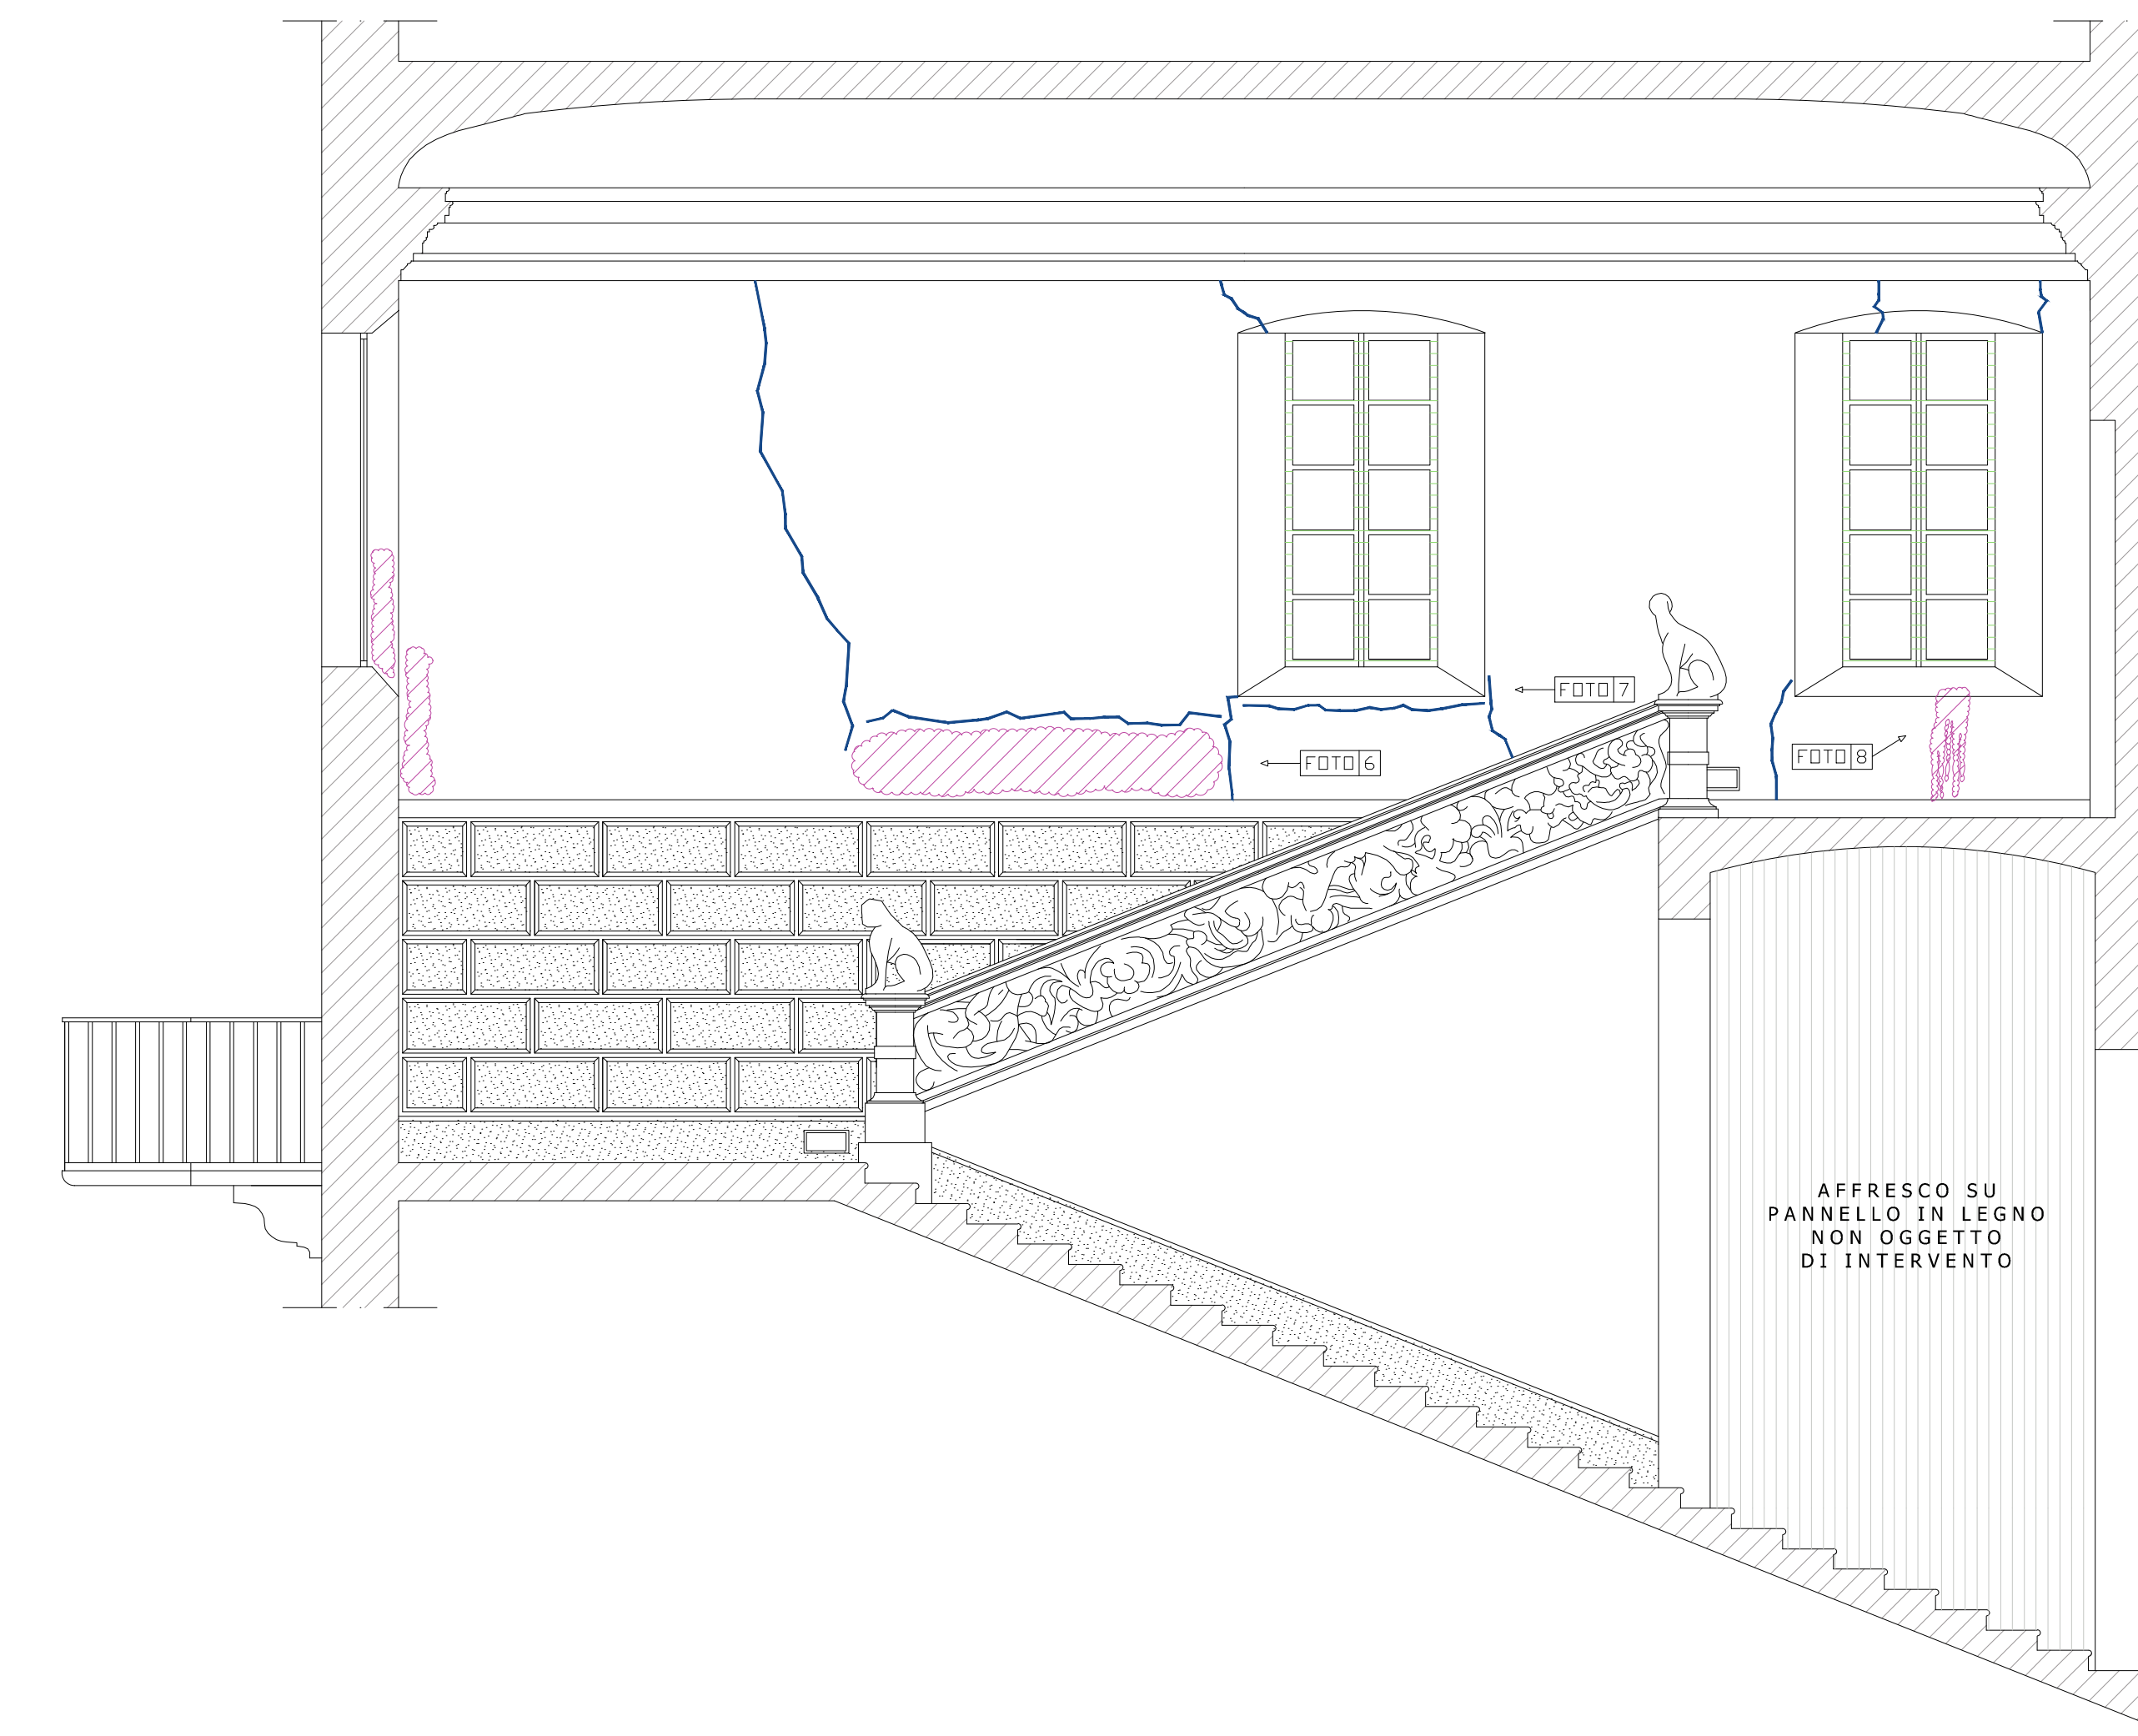 FOTO 7
FOTO 6
FOTO 8
AFFRESCO SU
PANNELLO IN LEGNO
NON OGGETTO
DI INTERVENTO